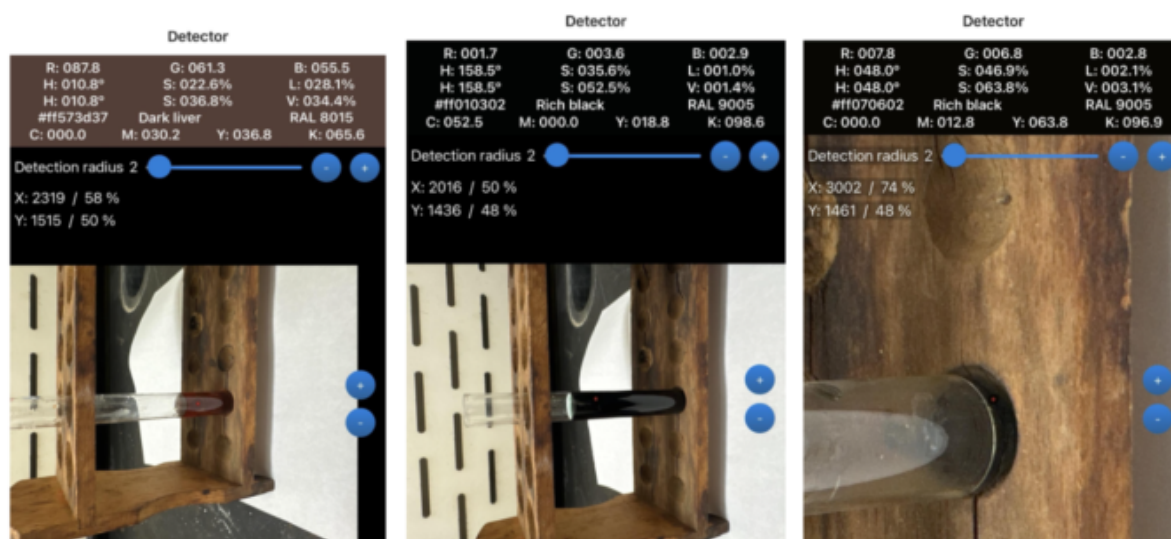 Detector
R: 087.8 G: 061.3 B: 055.5
H: 010.8° S: 022.6% L: 028.1%
H: 010.8° S: 036.8% V: 034.4%
#ff573d37 Dark liver RAL 8015
C: 000.0 M: 030.2 Y: 036.8 K: 065.6
Detection radius 2 - +
X: 2319 / 58 %
Y: 1515 / 50 %
+
-
Detector
R: 001.7 G: 003.6 B: 002.9
H: 158.5° S: 035.6% L: 001.0%
H: 158.5° S: 052.5% V: 001.4%
#ff010302 Rich black RAL 9005
C: 052.5 M: 000.0 Y: 018.8 K: 098.6
Detection radius 2 - +
X: 2016 / 50 %
Y: 1436 / 48 %
+
-
Detector
R: 007.8 G: 006.8 B: 002.8
H: 048.0° S: 046.9% L: 002.1%
H: 048.0° S: 063.8% V: 003.1%
#ff070602 Rich black RAL 9005
C: 000.0 M: 012.8 Y: 063.8 K: 096.9
Detection radius 2 - +
X: 3002 / 74 %
Y: 1461 / 48 %
+
-